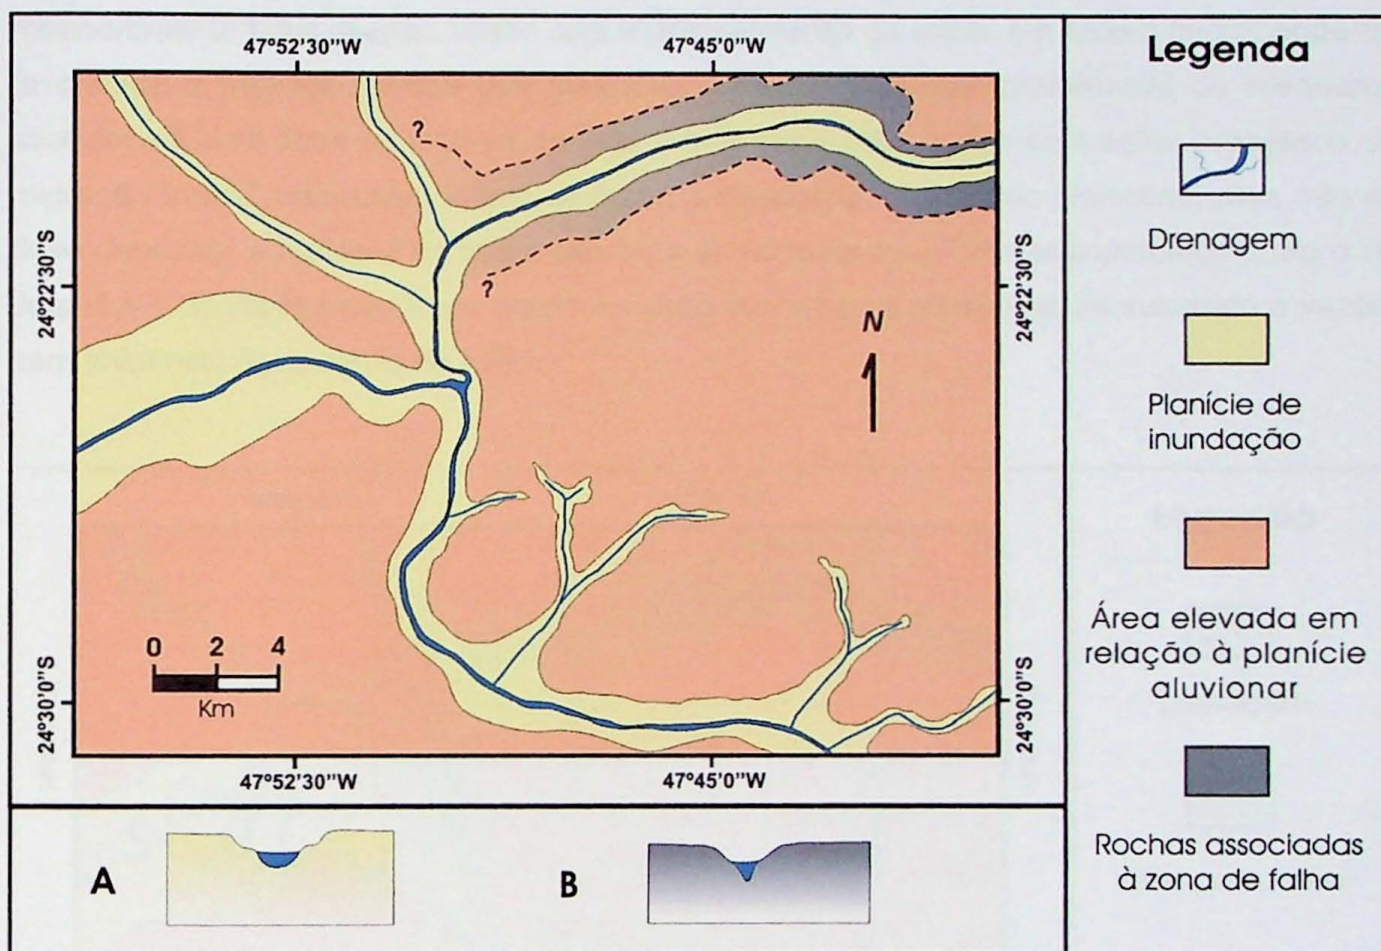 47°52'30"W
47°45'0"W
Legenda
?
24°22'30"S
?
N
24°22'30"S
Drenagem
Planície de
inundação
Área elevada em
relação à planície
aluvionar
0 2 4
Km
24°30'0"S
24°30'0"S
47°52'30"W
47°45'0"W
Rochas associadas
à zona de falha
A
B